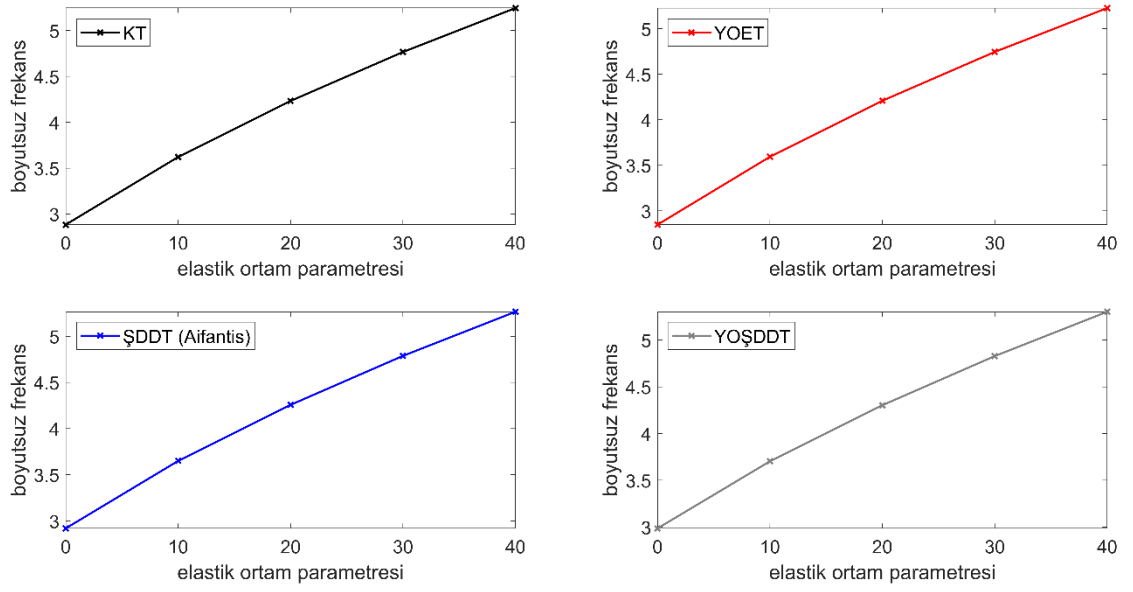 KT
5
4.5
4
3.5
3
boyutsuz frekans
0 10 20 30 40
elastik ortam parametresi
YOET
5
4.5
4
3.5
3
boyutsuz frekans
0 10 20 30 40
elastik ortam parametresi
ŞDDT (Aifantis)
5
4.5
4
3.5
3
boyutsuz frekans
0 10 20 30 40
elastik ortam parametresi
YOŞDDT
5
4.5
4
3.5
3
boyutsuz frekans
0 10 20 30 40
elastik ortam parametresi